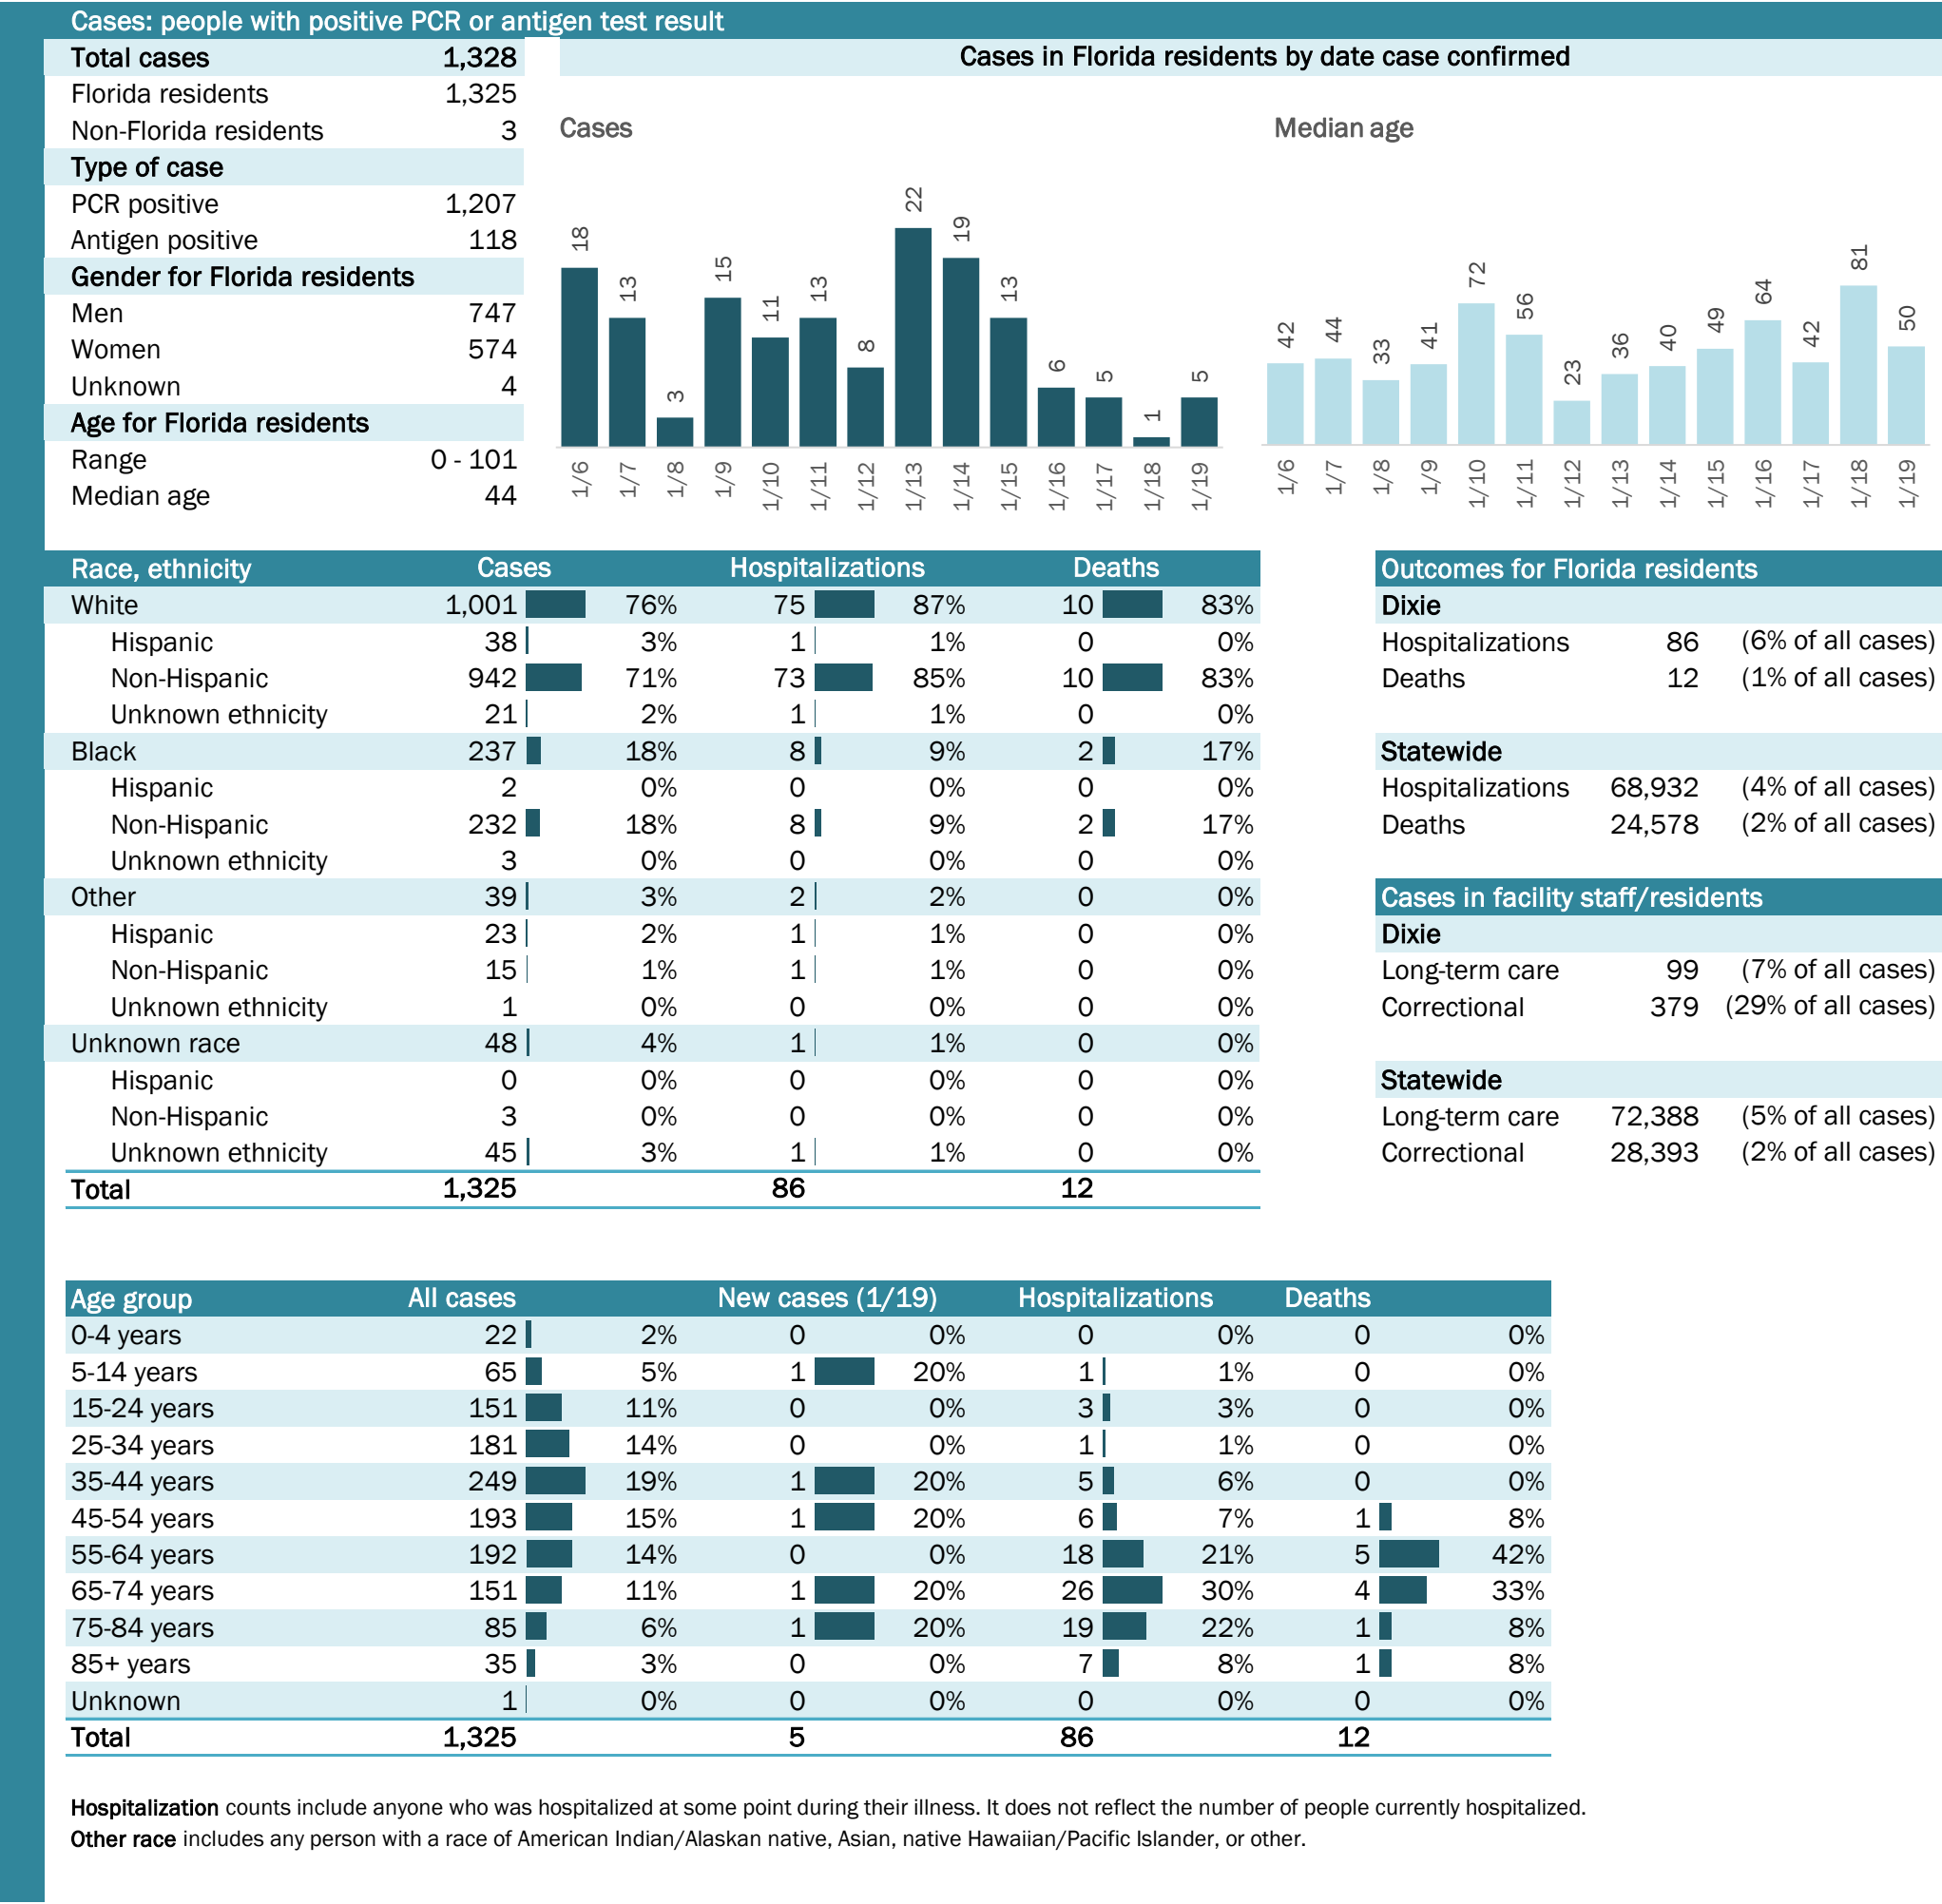 Cases: people with positive PCR or antigen test result
Total cases 1,328
Florida residents 1,325
Non-Florida residents 3
Type of case
PCR positive 1,207
Antigen positive 118
Gender for Florida residents
Men 747
Women 574
Unknown 4
Age for Florida residents
Range 0 - 101
Median age 44
Cases in Florida residents by date case confirmed
Cases
18 13 3 15 11 13 8 22 19 13 6 5 1 5
1/6 1/7 1/8 1/9 1/10 1/11 1/12 1/13 1/14 1/15 1/16 1/17 1/18 1/19
Median age
42 44 33 41 72 56 23 36 40 49 64 42 81 50
1/6 1/7 1/8 1/9 1/10 1/11 1/12 1/13 1/14 1/15 1/16 1/17 1/18 1/19
Race, ethnicity Cases Hospitalizations Deaths
White 1,001 76% 75 87% 10 83%
Hispanic 38 3% 1 1% 0 0%
Non-Hispanic 942 71% 73 85% 10 83%
Unknown ethnicity 21 2% 1 1% 0 0%
Black 237 18% 8 9% 2 17%
Hispanic 2 0% 0 0% 0 0%
Non-Hispanic 232 18% 8 9% 2 17%
Unknown ethnicity 3 0% 0 0% 0 0%
Other 39 3% 2 2% 0 0%
Hispanic 23 2% 1 1% 0 0%
Non-Hispanic 15 1% 1 1% 0 0%
Unknown ethnicity 1 0% 0 0% 0 0%
Unknown race 48 4% 1 1% 0 0%
Hispanic 0 0% 0 0% 0 0%
Non-Hispanic 3 0% 0 0% 0 0%
Unknown ethnicity 45 3% 1 1% 0 0%
Total 1,325 86 12
Outcomes for Florida residents
Dixie
Hospitalizations 86 (6% of all cases)
Deaths 12 (1% of all cases)
Statewide
Hospitalizations 68,932 (4% of all cases)
Deaths 24,578 (2% of all cases)
Cases in facility staff/residents
Dixie
Long-term care 99 (7% of all cases)
Correctional 379 (29% of all cases)
Statewide
Long-term care 72,388 (5% of all cases)
Correctional 28,393 (2% of all cases)
Age group All cases New cases (1/19) Hospitalizations Deaths
0-4 years 22 2% 0 0% 0 0% 0 0%
5-14 years 65 5% 1 20% 1 1% 0 0%
15-24 years 151 11% 0 0% 3 3% 0 0%
25-34 years 181 14% 0 0% 1 1% 0 0%
35-44 years 249 19% 1 20% 5 6% 0 0%
45-54 years 193 15% 1 20% 6 7% 1 8%
55-64 years 192 14% 0 0% 18 21% 5 42%
65-74 years 151 11% 1 20% 26 30% 4 33%
75-84 years 85 6% 1 20% 19 22% 1 8%
85+ years 35 3% 0 0% 7 8% 1 8%
Unknown 1 0% 0 0% 0 0% 0 0%
Total 1,325 5 86 12
Hospitalization counts include anyone who was hospitalized at some point during their illness. It does not reflect the number of people currently hospitalized.
Other race includes any person with a race of American Indian/Alaskan native, Asian, native Hawaiian/Pacific Islander, or other.